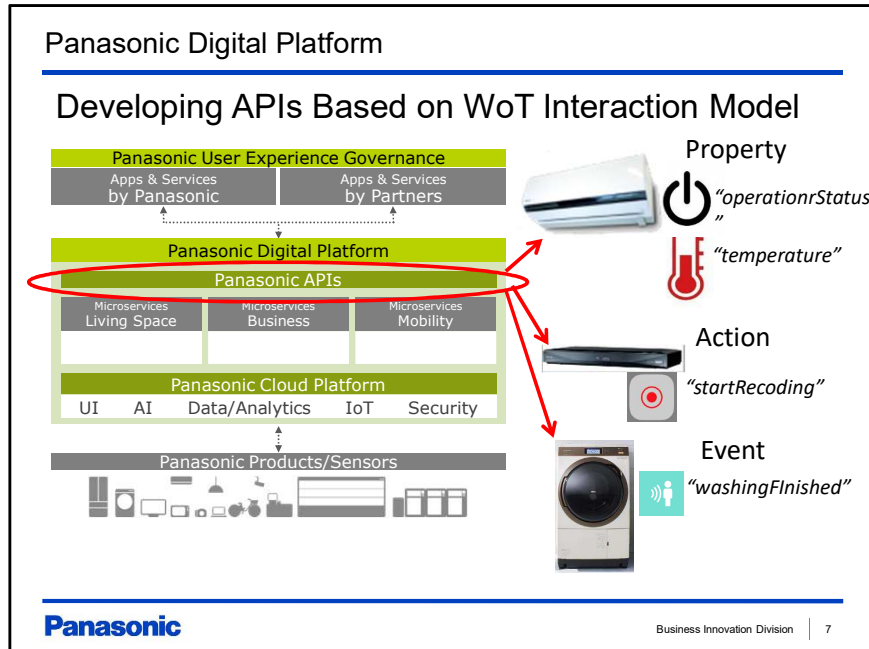 Panasonic Digital Platform
Developing APIs Based on WoT Interaction Model
Panasonic User Experience Governance
Apps & Services
by Panasonic
Apps & Services
by Partners
Panasonic Digital Platform
Panasonic APIs
Microservices
Living Space
Microservices
Business
Microservices
Mobility
Panasonic Cloud Platform
UI AI Data/Analytics IoT Security
Panasonic Products/Sensors
Property
“operationrStatus
”
“temperature”
Action
“startRecoding”
Event
“washingFInished”
Panasonic
Business Innovation Division 7